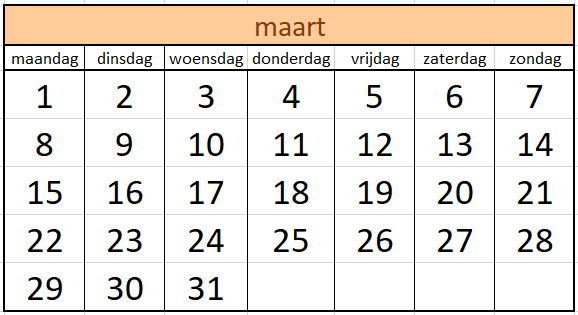 maart
maandag dinsdag woensdag donderdag vrijdag zaterdag zondag
1 2 3 4 5 6 7
8 9 10 11 12 13 14
15 16 17 18 19 20 21
22 23 24 25 26 27 28
29 30 31